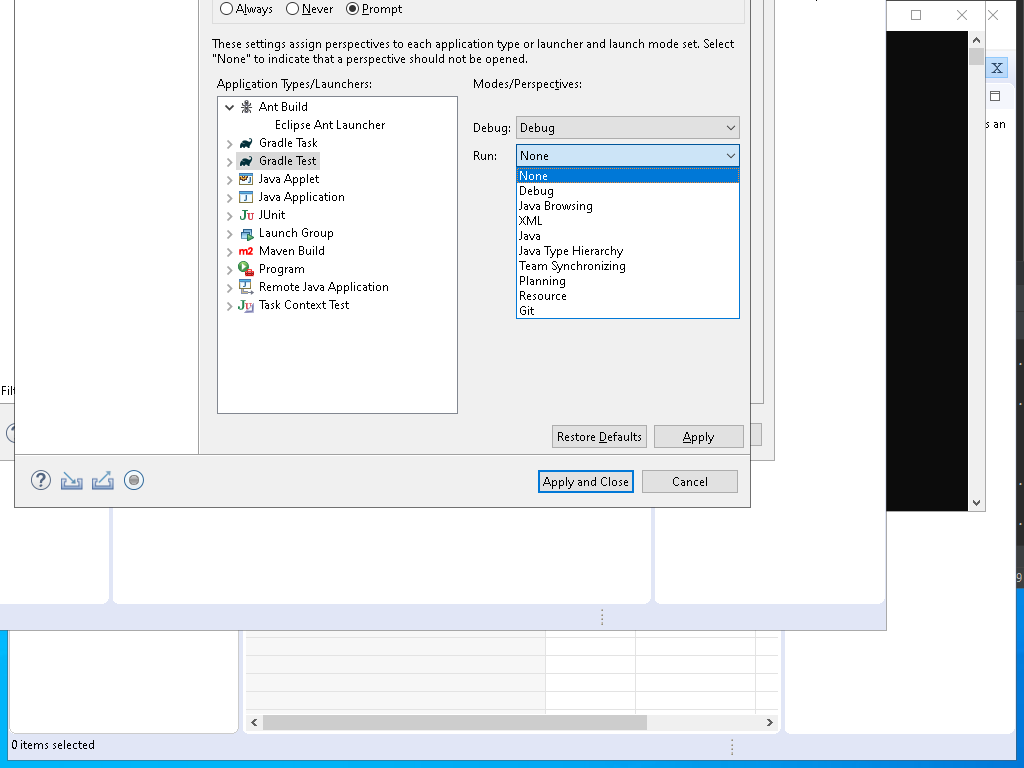 Always Never Prompt
These settings assign perspectives to each application type or launcher and launch mode set. Select
"None" to indicate that a perspective should not be opened.
Application Types/Launchers:
Modes/Perspectives:
Ant Build
Eclipse Ant Launcher
Gradle Task
Gradle Test
Java Applet
Java Application
JUnit
Launch Group
Maven Build
Program
Remote Java Application
Task Context Test
Debug: Debug
Run: None
None
Debug
Java Browsing
XML
Java
Java Type Hierarchy
Team Synchronizing
Planning
Resource
Git
Restore Defaults Apply
Apply and Close Cancel
X
s an
0 items selected